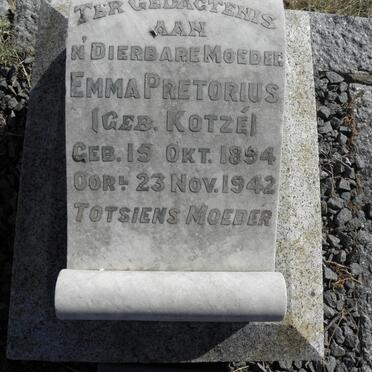 TER GEDAGTENIS
AAN
N' DIERBARE MOEDER
EMMA PRETORIUS
(GEB. KOTZÉ)
GEB. 15 OKT. 1894
OORL. 23 NOV. 1942
TOTSIENS MOEDER